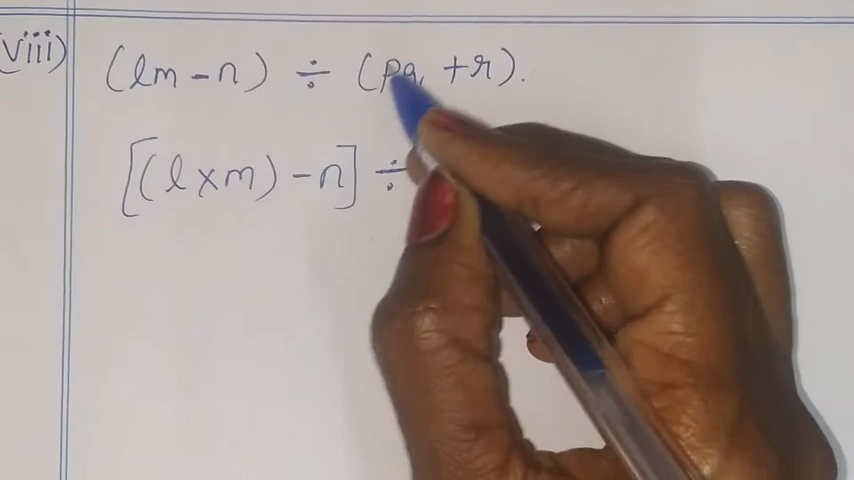 (viii) (lm - n) ÷ (pq + r).
[(l × m) - n] ÷